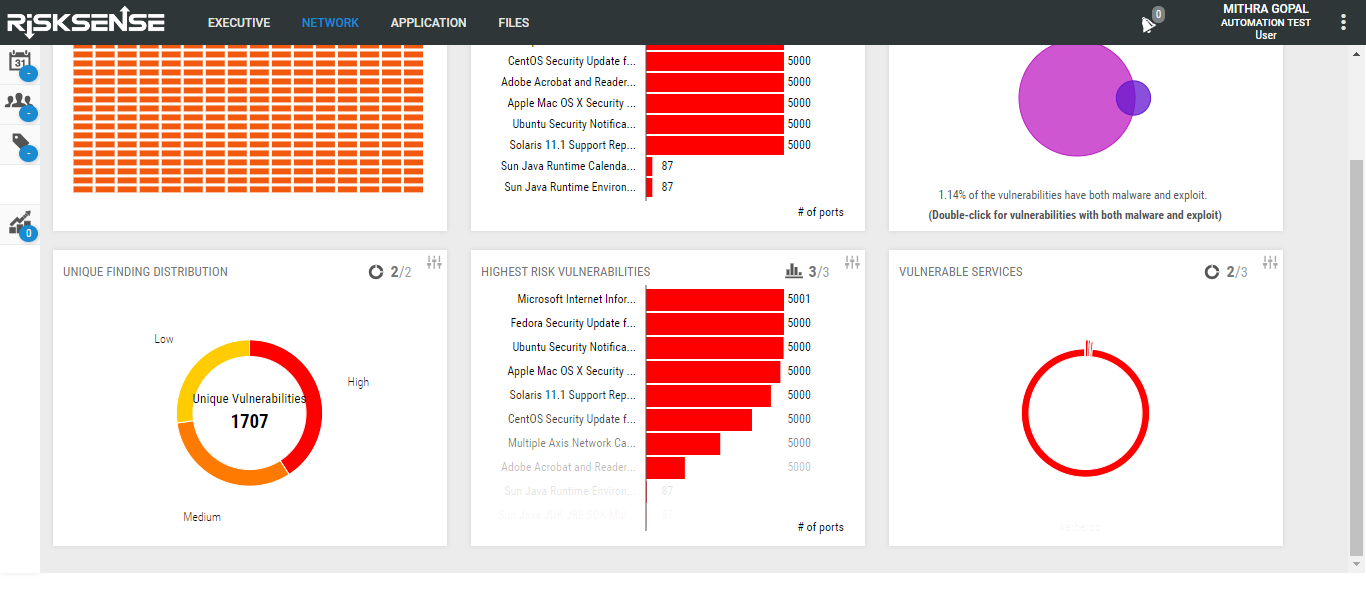 RiSKSENSE
EXECUTIVE
NETWORK
APPLICATION
FILES
0
MITHRA GOPAL
AUTOMATION TEST
User
31
-
-
-
0
CentOS Security Update f... 5000
Adobe Acrobat and Reader... 5000
Apple Mac OS X Security ... 5000
Ubuntu Security Notifica... 5000
Solaris 11.1 Support Rep... 5000
Sun Java Runtime Calenda... 87
Sun Java Runtime Environ... 87
# of ports
1.14% of the vulnerabilities have both malware and exploit.
(Double-click for vulnerabilities with both malware and exploit)
UNIQUE FINDING DISTRIBUTION 2/2
Low
High
Unique Vulnerabilities
1707
Medium
HIGHEST RISK VULNERABILITIES 3/3
Microsoft Internet Infor... 5001
Fedora Security Update f... 5000
Ubuntu Security Notifica... 5000
Apple Mac OS X Security ... 5000
Solaris 11.1 Support Rep... 5000
CentOS Security Update f... 5000
Multiple Axis Network Ca... 5000
Adobe Acrobat and Reader... 5000
Sun Java Runtime Environ... 87
# of ports
VULNERABLE SERVICES 2/3